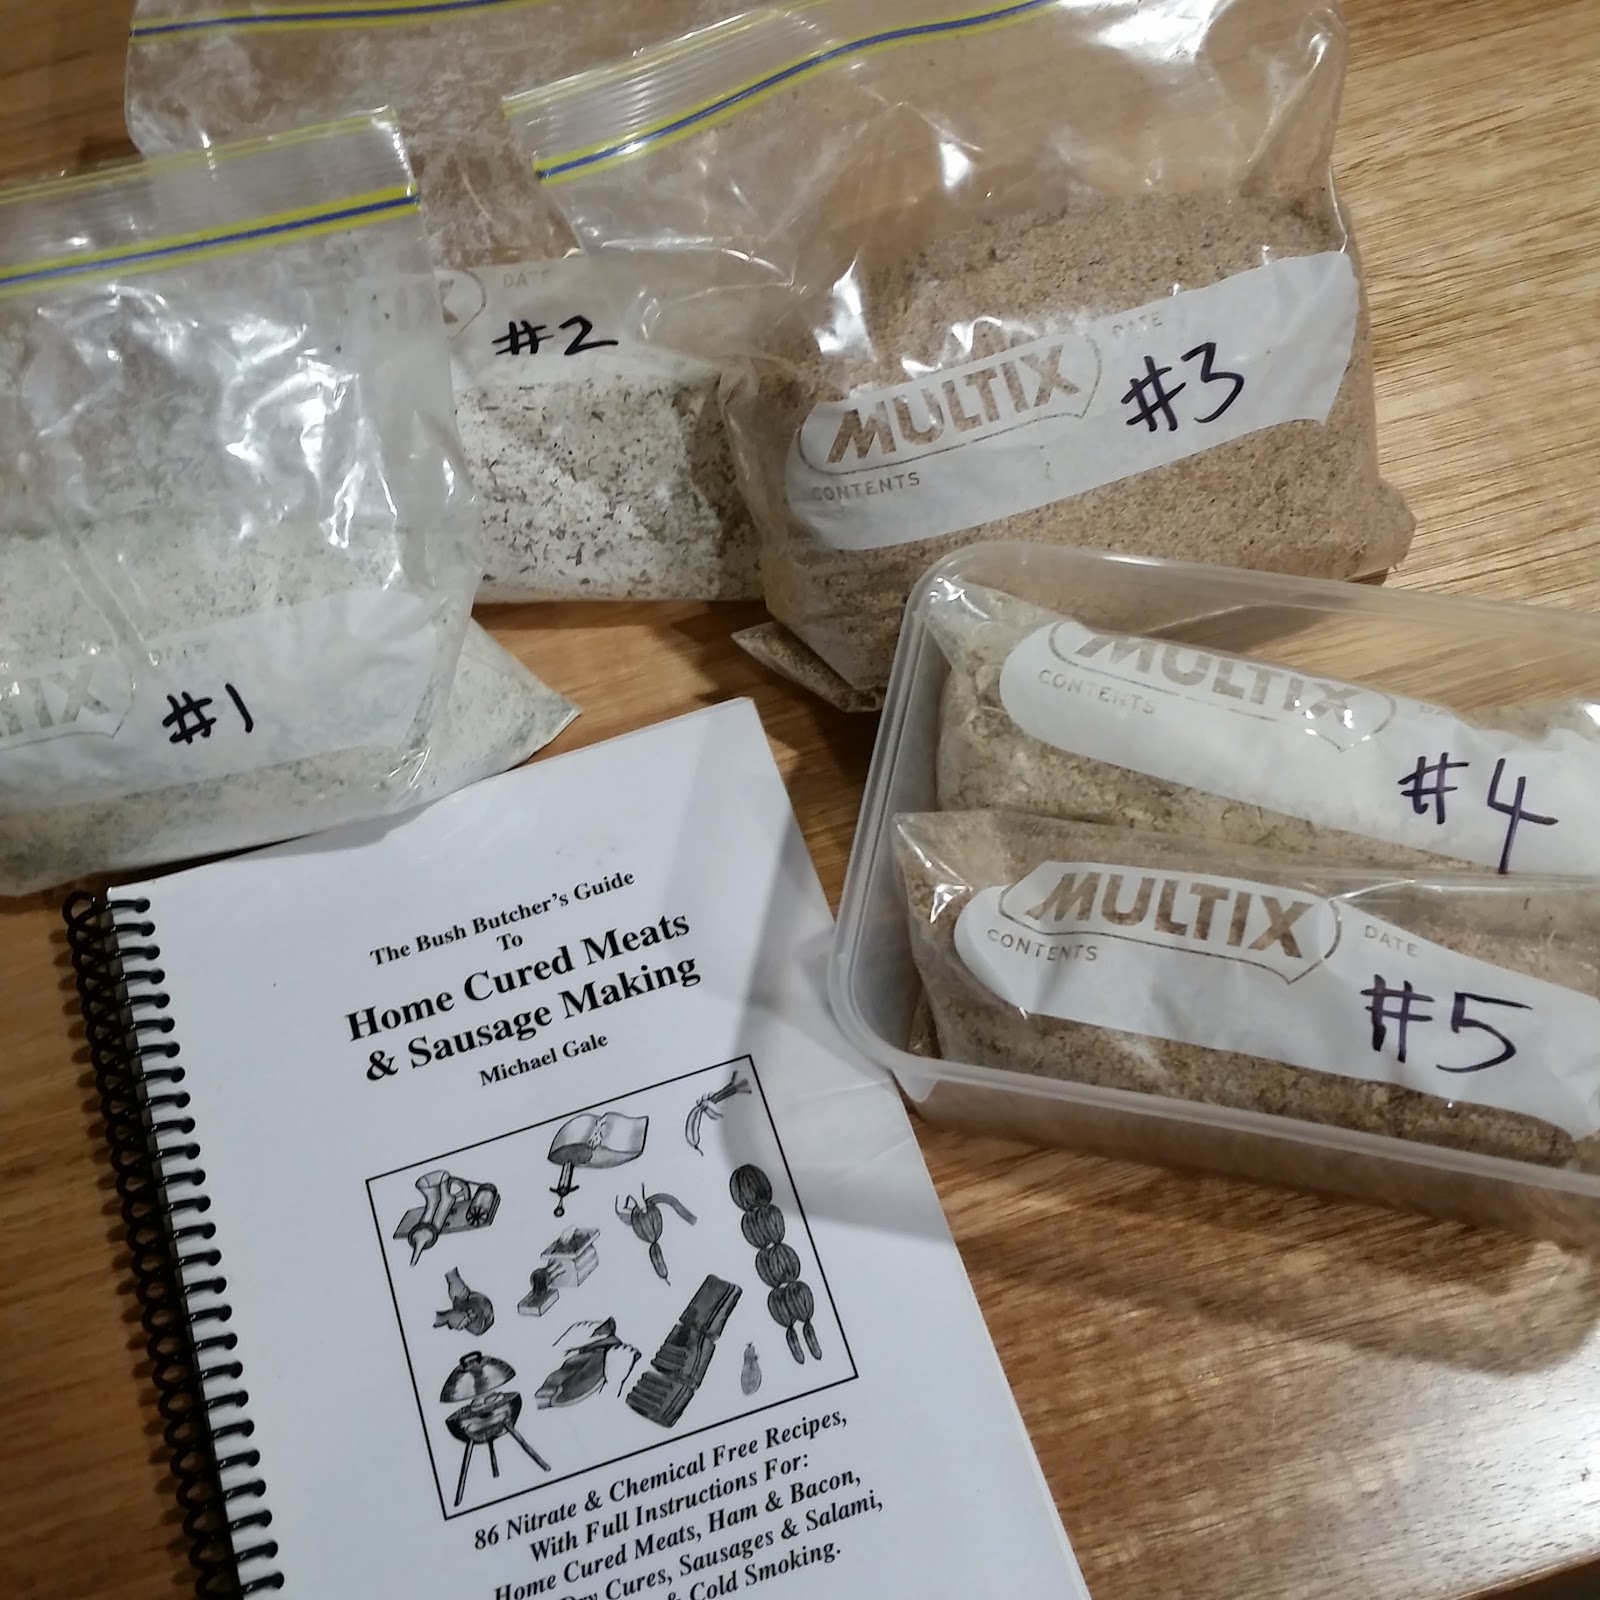 DATE
#2
MULTIX
DATE
#3
CONTENTS
DATE
#1
MULTIX
CONTENTS
#4
MULTIX
DATE
CONTENTS
#5
The Bush Butcher's Guide
To
Home Cured Meats
& Sausage Making
Michael Gale
86 Nitrate & Chemical Free Recipes,
With Full Instructions For:
Home Cured Meats, Ham & Bacon,
Dry Cures, Sausages & Salami,
& Cold Smoking.